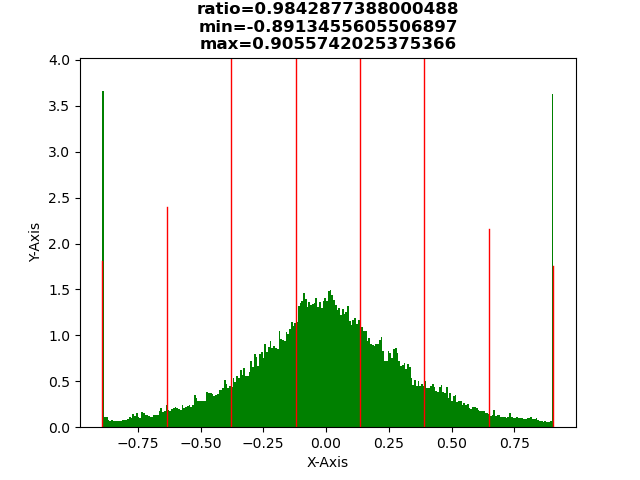 ratio=0.9842877388000488
min=-0.8913455605506897
max=0.9055742025375366
4.0
3.5
3.0
2.5
2.0
1.5
1.0
0.5
0.0
Y-Axis
−0.75 −0.50 −0.25 0.00 0.25 0.50 0.75
X-Axis